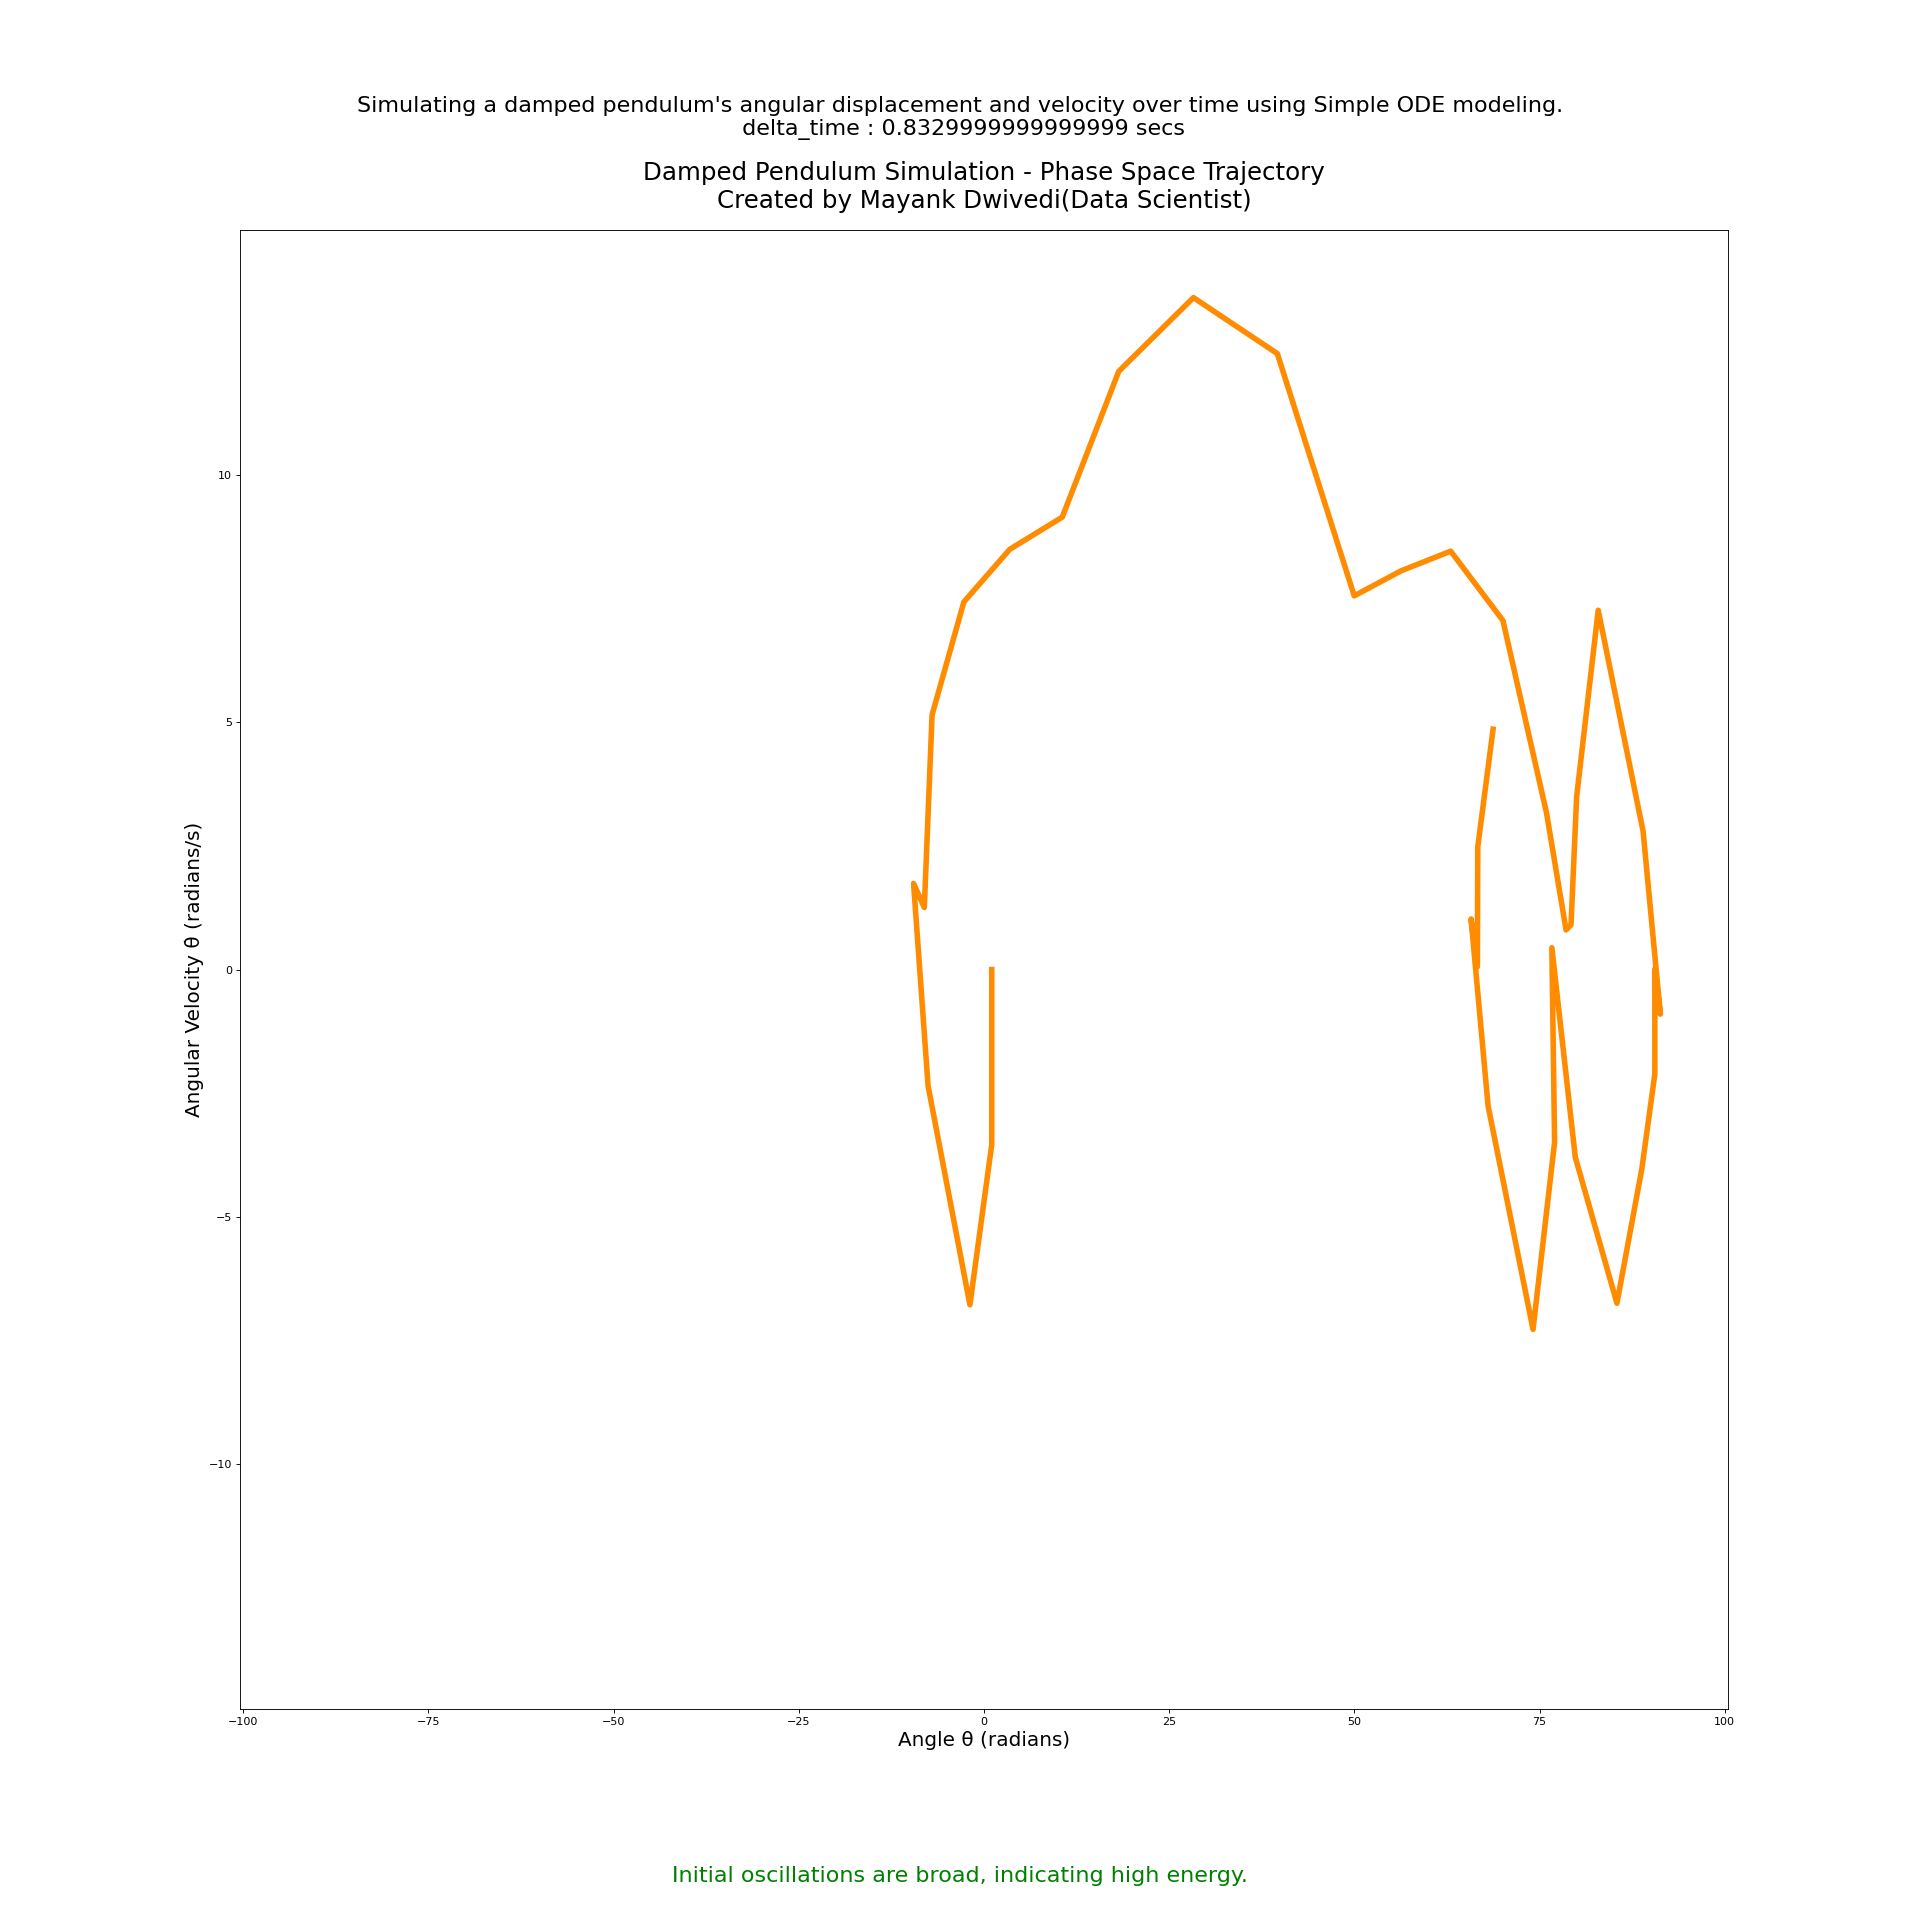 Simulating a damped pendulum's angular displacement and velocity over time using Simple ODE modeling.
delta_time : 0.8329999999999999 secs
Damped Pendulum Simulation - Phase Space Trajectory
Created by Mayank Dwivedi(Data Scientist)
Angular Velocity θ (radians/s)
10
5
0
−5
−10
−100
−75
−50
−25
0
25
50
75
100
Angle θ (radians)
Initial oscillations are broad, indicating high energy.